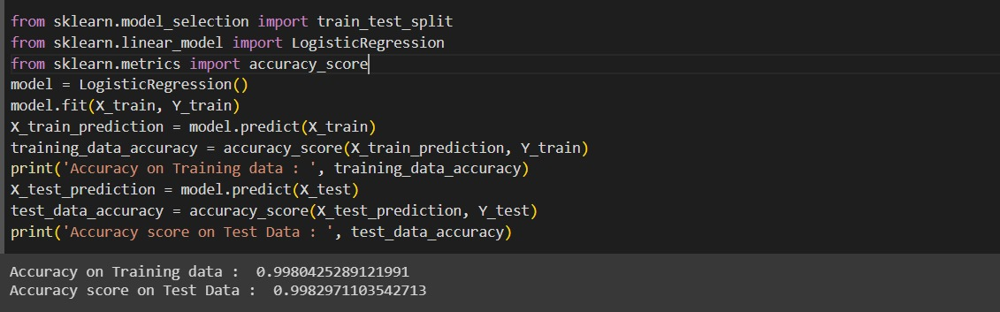 from sklearn.model_selection import train_test_split
from sklearn.linear_model import LogisticRegression
from sklearn.metrics import accuracy_score
model = LogisticRegression()
model.fit(X_train, Y_train)
X_train_prediction = model.predict(X_train)
training_data_accuracy = accuracy_score(X_train_prediction, Y_train)
print('Accuracy on Training data : ', training_data_accuracy)
X_test_prediction = model.predict(X_test)
test_data_accuracy = accuracy_score(X_test_prediction, Y_test)
print('Accuracy score on Test Data : ', test_data_accuracy)
Accuracy on Training data :  0.9980425289121991
Accuracy score on Test Data :  0.9982971103542713